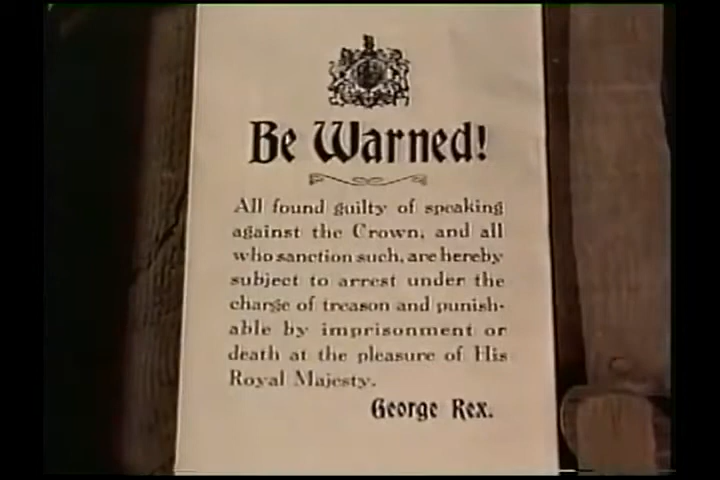 Be Warned!
All found guilty of speaking
against the Crown, and all
who sanction such, are hereby
subject to arrest under the
charge of treason and punish-
able by imprisonment or
death at the pleasure of His
Royal Majesty.
George Rex.